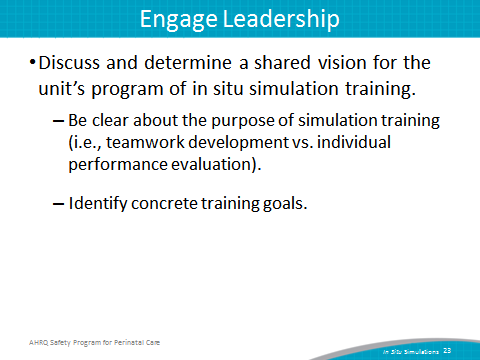 Engage Leadership
•Discuss and determine a shared vision for the
unit’s program of in situ simulation training.
– Be clear about the purpose of simulation training
(i.e., teamwork development vs. individual
performance evaluation).
– Identify concrete training goals.
AHRQ Safety Program for Perinatal Care
In Situ Simulations 23